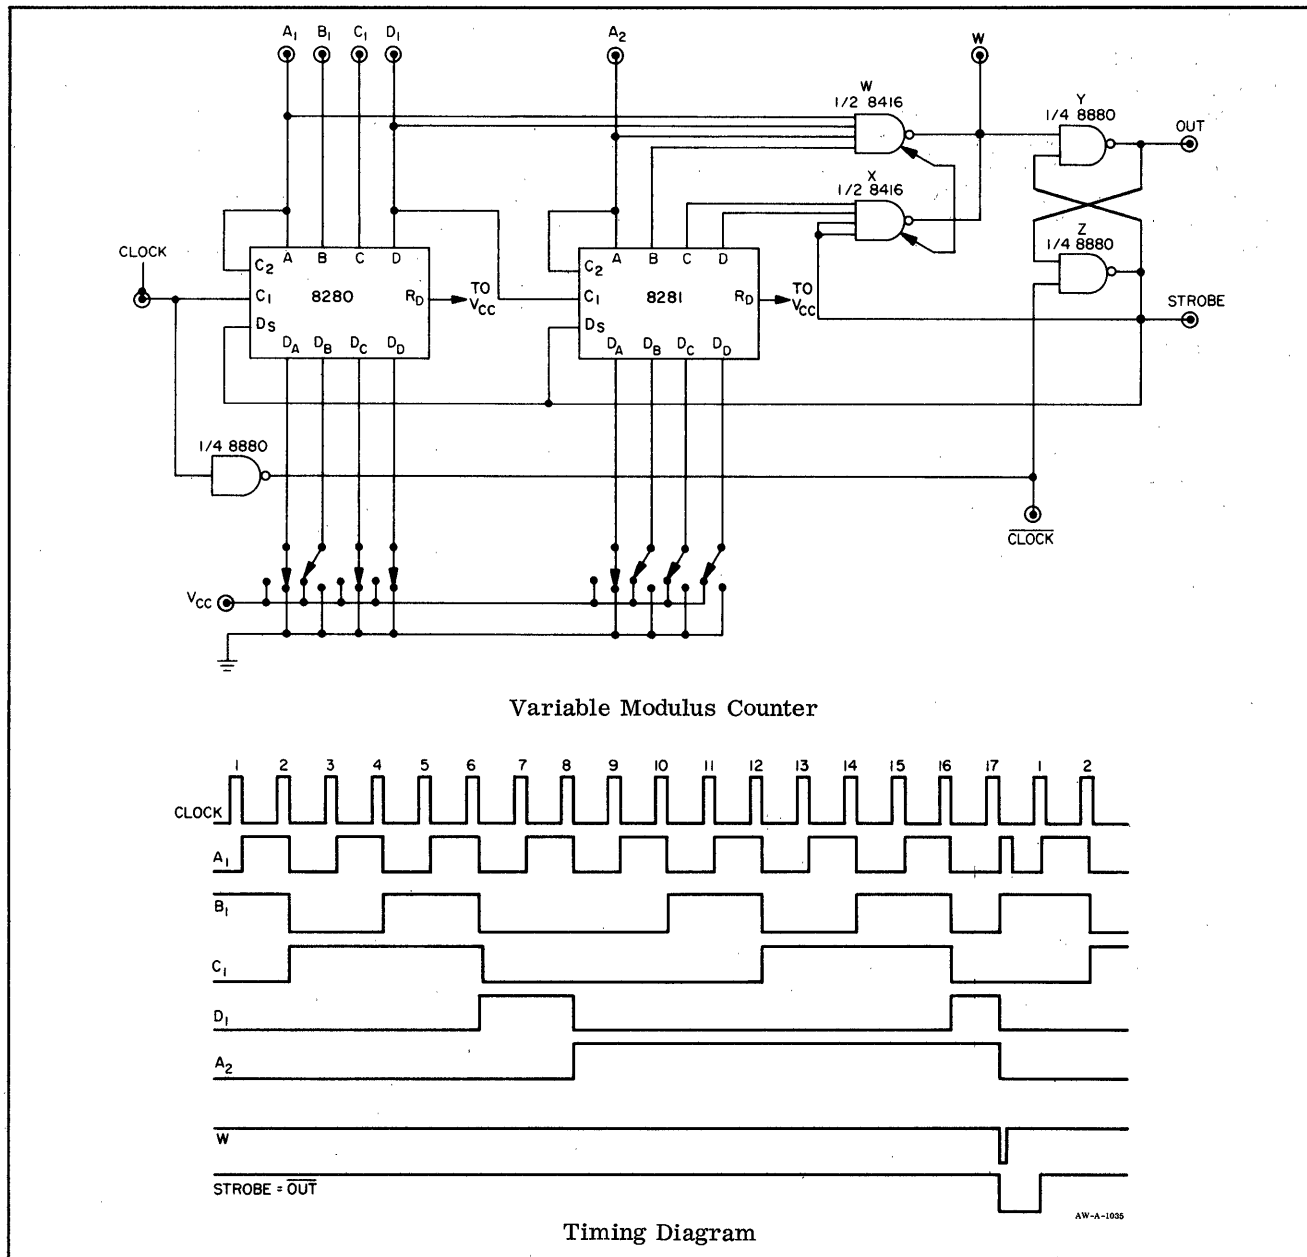 A1 B1 C1 D1 A2 W
W
1/2 8416
Y
1/4 8880
OUT
X
1/2 8416
CLOCK
C2 A B C D
C1 8280 RD TO VCC
DS
DA DB DC DD
C2 A B C D
C1 8281 RD TO VCC
DS
DA DB DC DD
Z
1/4 8880
STROBE
1/4 8880
CLOCK
VCC
Variable Modulus Counter
1 2 3 4 5 6 7 8 9 10 11 12 13 14 15 16 17 1 2
CLOCK
A1
B1
C1
D1
A2
W
STROBE = OUT
AW-A-1035
Timing Diagram